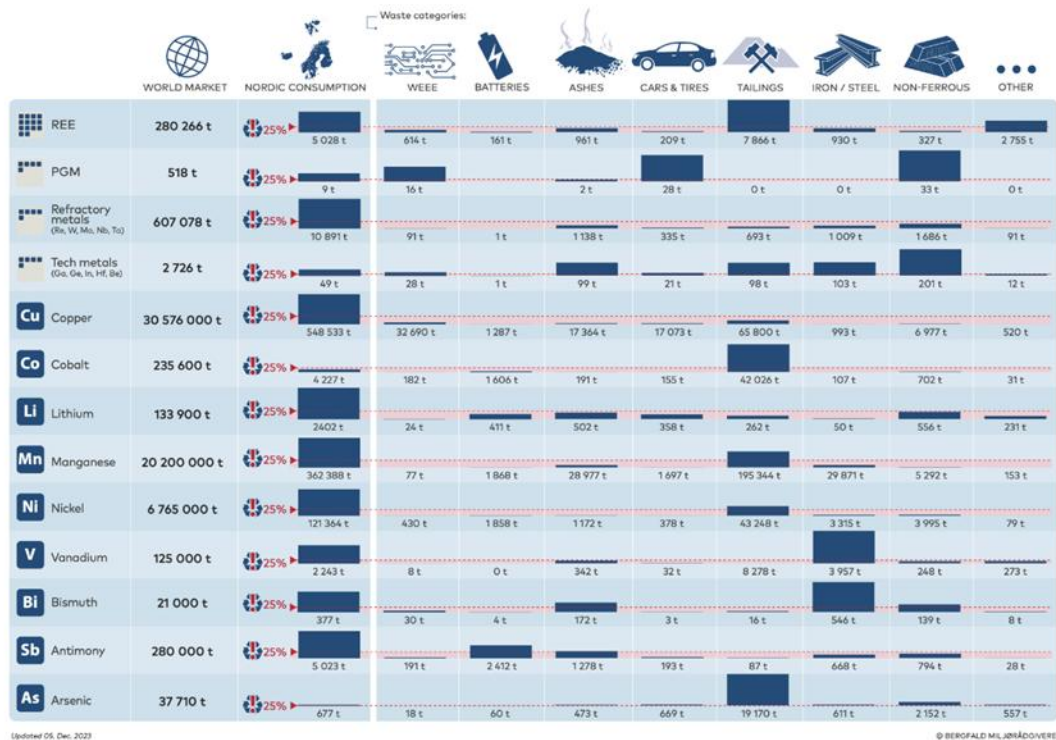 Waste categories:
WORLD MARKET NORDIC CONSUMPTION WEEE BATTERIES ASHES CARS & TIRES TAILINGS IRON / STEEL NON-FERROUS OTHER
REE 280 266 t 25% 5 028 t 614 t 161 t 961 t 209 t 7 866 t 930 t 327 t 2 755 t
PGM 518 t 25% 9 t 16 t 2 t 28 t 0 t 0 t 33 t 0 t
Refractory
metals
(Re, W, Mo, Nb, Ta)
607 078 t 25% 10 891 t 91 t 1 t 1 138 t 335 t 693 t 1 009 t 1 686 t 91 t
Tech metals
(Ga, Ge, In, Hf, Be)
2 726 t 25% 49 t 28 t 1 t 99 t 21 t 98 t 103 t 201 t 12 t
Cu Copper 30 576 000 t 25% 548 533 t 32 690 t 1 287 t 17 364 t 17 073 t 65 800 t 993 t 6 977 t 520 t
Co Cobalt 235 600 t 25% 4 227 t 182 t 1 606 t 191 t 155 t 42 026 t 107 t 702 t 31 t
Li Lithium 133 900 t 25% 2402 t 24 t 411 t 502 t 358 t 262 t 50 t 556 t 231 t
Mn Manganese 20 200 000 t 25% 362 388 t 77 t 1 868 t 28 977 t 1 697 t 195 344 t 29 871 t 5 292 t 153 t
Ni Nickel 6 765 000 t 25% 121 364 t 430 t 1 858 t 1 172 t 378 t 43 248 t 3 315 t 3 995 t 79 t
V Vanadium 125 000 t 25% 2 243 t 8 t 0 t 342 t 32 t 8 278 t 3 957 t 248 t 273 t
Bi Bismuth 21 000 t 25% 377 t 30 t 4 t 172 t 3 t 16 t 546 t 139 t 8 t
Sb Antimony 280 000 t 25% 5 023 t 191 t 2 412 t 1 278 t 193 t 87 t 668 t 794 t 28 t
As Arsenic 37 710 t 25% 677 t 18 t 60 t 473 t 669 t 19 170 t 611 t 2 152 t 557 t
Updated 05. Dec. 2023 © BERGFALD MILJØRÅDGIVERE